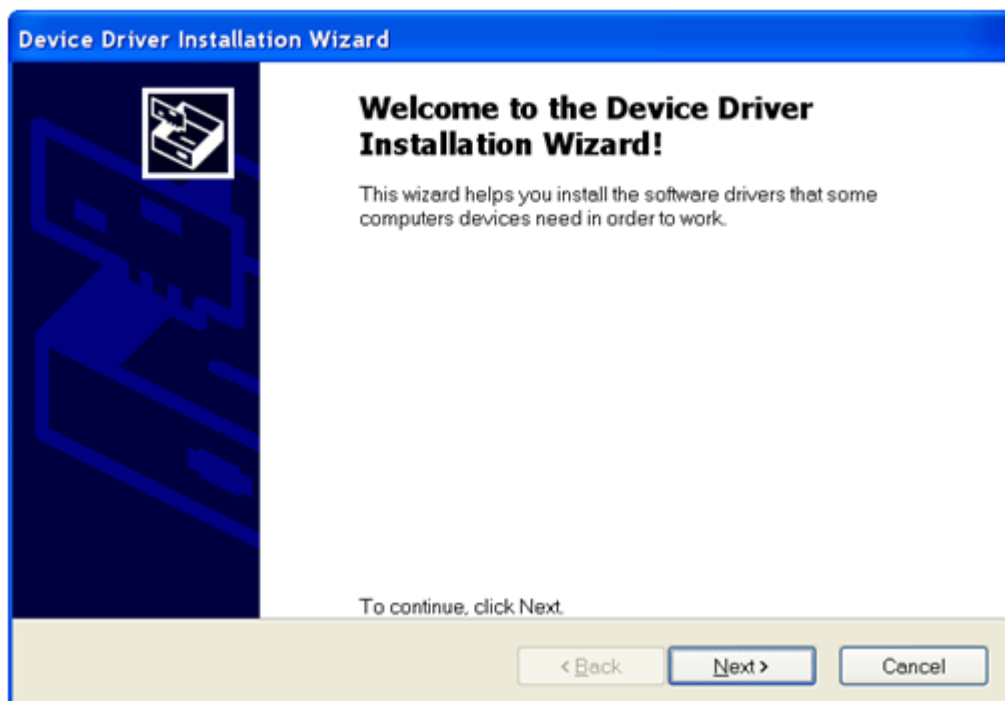 Device Driver Installation Wizard
Welcome to the Device Driver
Installation Wizard!
This wizard helps you install the software drivers that some
computers devices need in order to work.
To continue, click Next.
< Back Next > Cancel